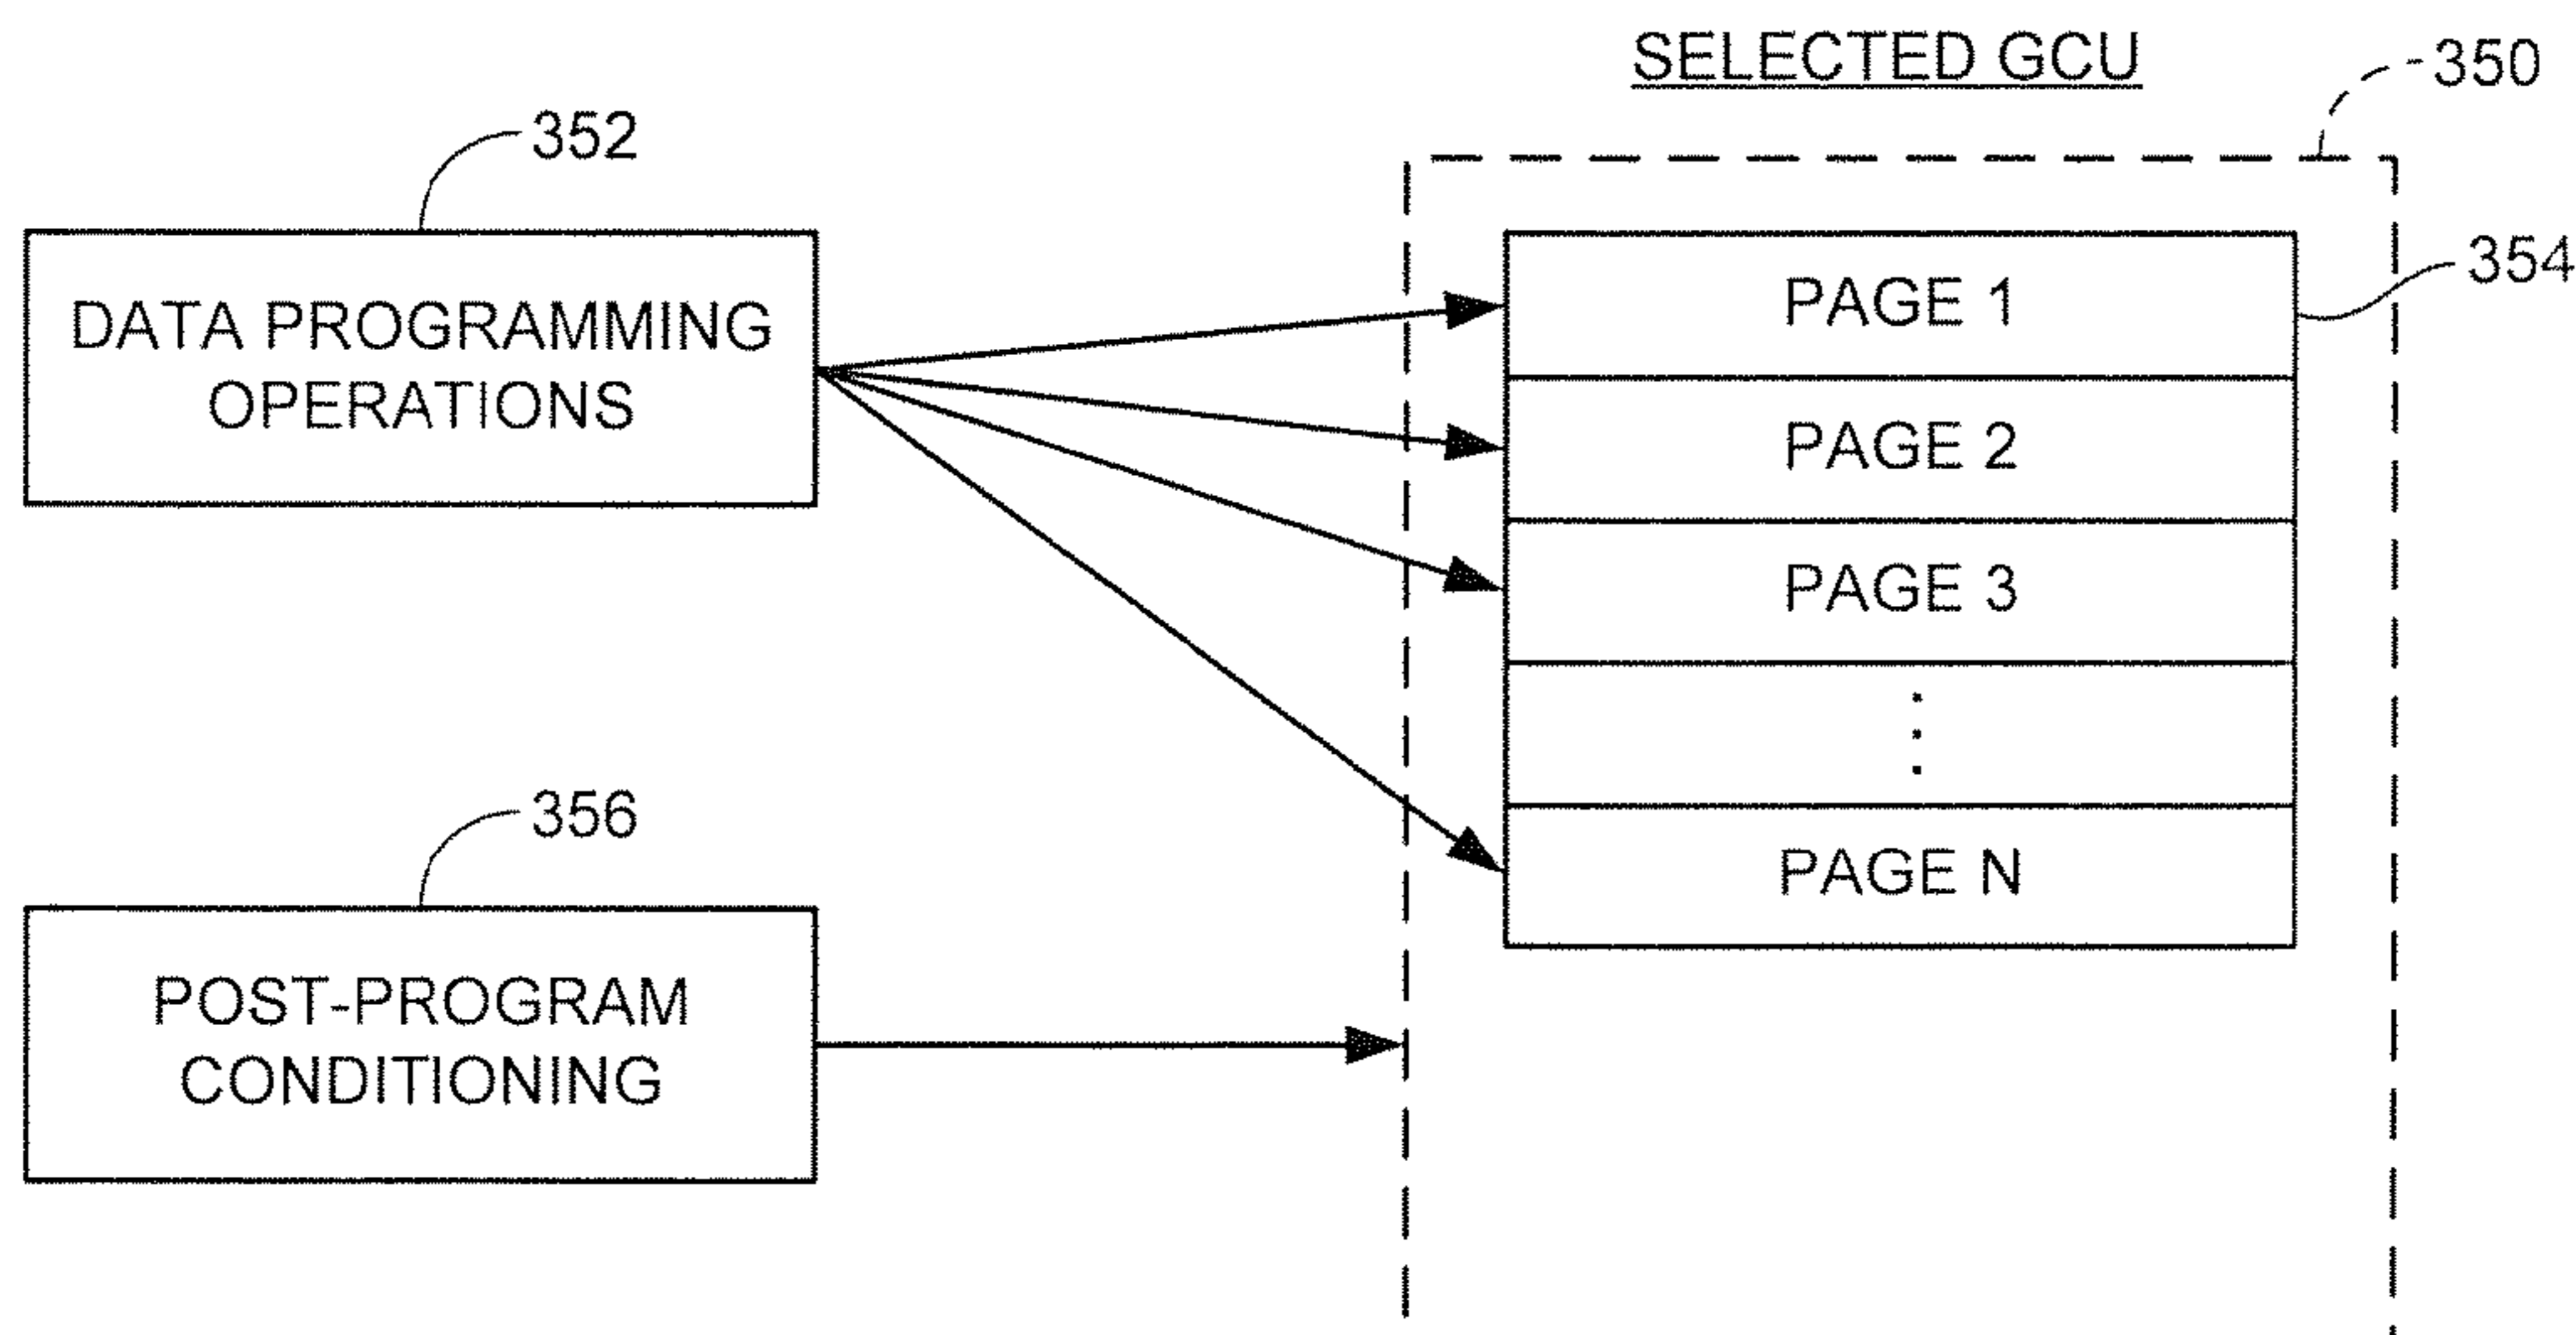 SELECTED GCU
350
352
354
DATA PROGRAMMING
OPERATIONS
PAGE 1
PAGE 2
PAGE 3
PAGE N
356
POST-PROGRAM
CONDITIONING